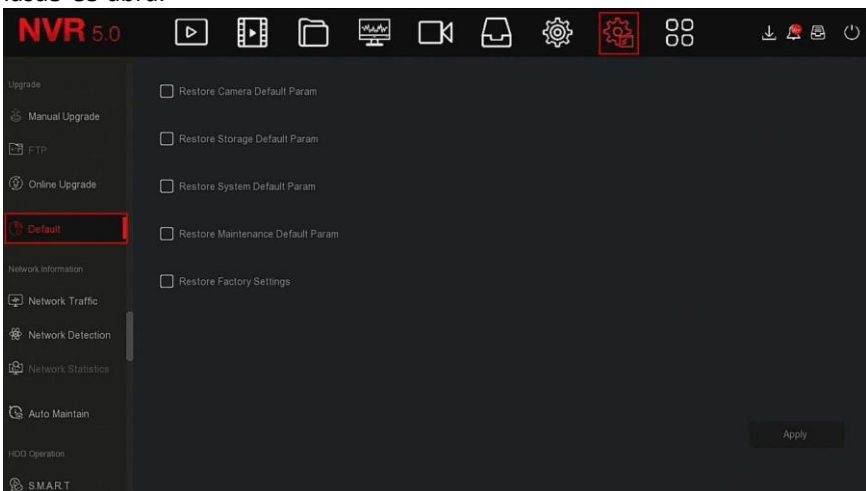 NVR 5.0
Upgrade
Manual Upgrade
FTP
Online Upgrade
Default
Network Information
Network Traffic
Network Detection
Network Statistics
Auto Maintain
HDD Operation
S.M.A.R.T
Restore Camera Default Param
Restore Storage Default Param
Restore System Default Param
Restore Maintenance Default Param
Restore Factory Settings
Apply